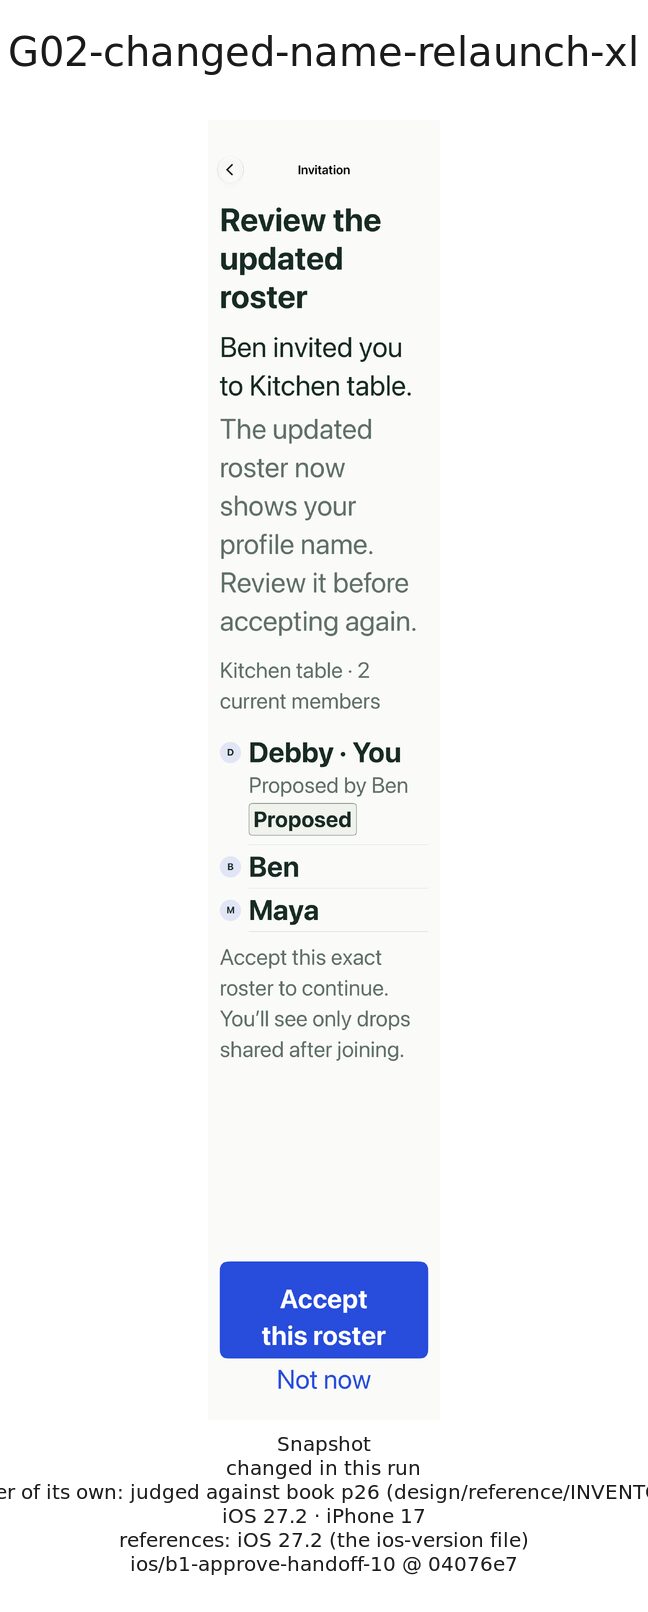 G02-changed-name-relaunch-xl
Invitation
Review the
updated
roster
Ben invited you
to Kitchen table.
The updated
roster now
shows your
profile name.
Review it before
accepting again.
Kitchen table · 2
current members
D
Debby · You
Proposed by Ben
Proposed
B
Ben
M
Maya
Accept this exact
roster to continue.
You’ll see only drops
shared after joining.
Accept
this roster
Not now
Snapshot
changed in this run
of its own: judged against book p26 (design/reference/
iOS 27.2 · iPhone 17
references: iOS 27.2 (the ios-version file)
ios/b1-approve-handoff-10 @ 04076e7